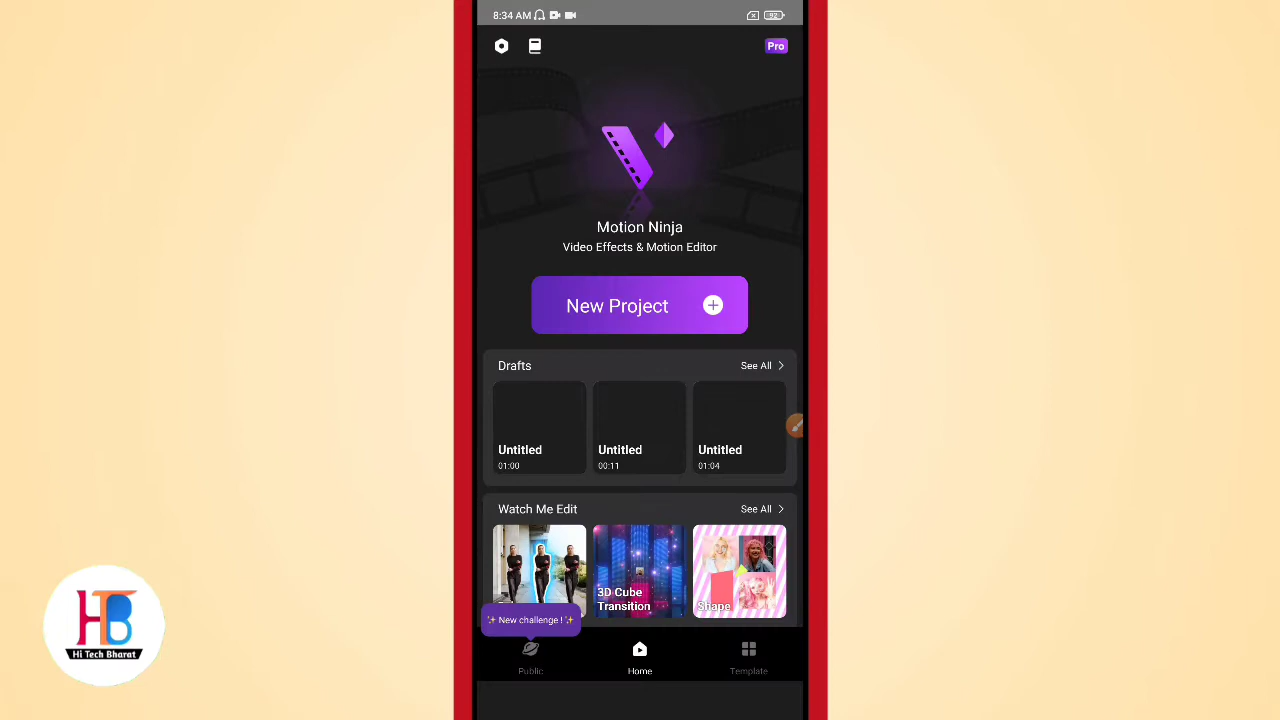 8:34 AM
92
Pro
Motion Ninja
Video Effects & Motion Editor
New Project
Drafts
See All
Untitled
01:00
Untitled
00:11
Untitled
01:04
Watch Me Edit
See All
3D Cube
Transition
Shape
✨ New challenge ! ✨
Public
Home
Template
HB
Hi Tech Bharat